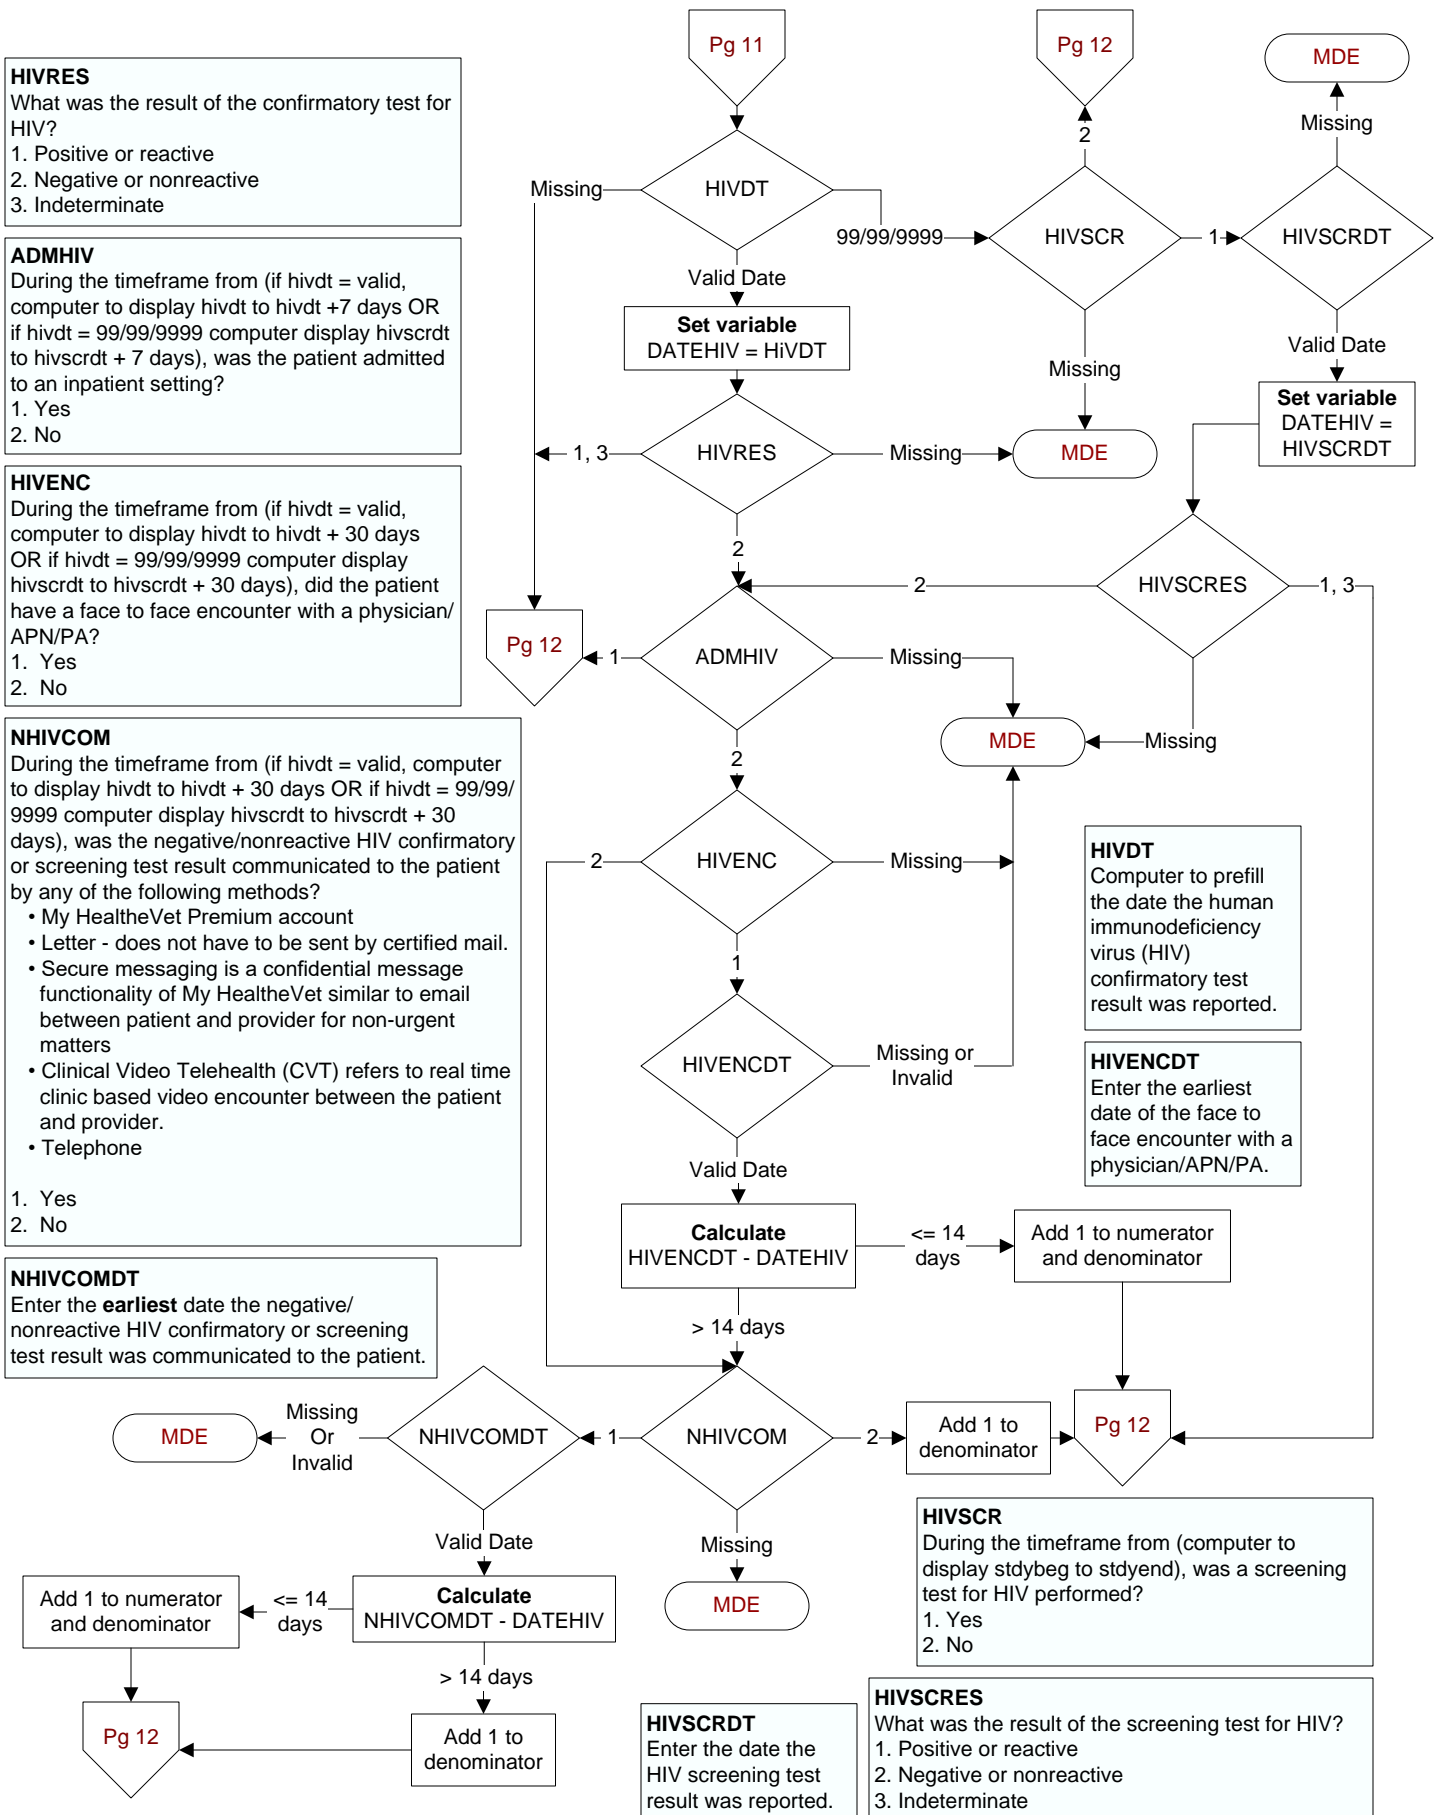 Pg 11
Pg 12
MDE
HIVRES
What was the result of the confirmatory test for
HIV?
1. Positive or reactive
2. Negative or nonreactive
3. Indeterminate
Missing
2
Missing
HIVDT
99/99/9999
HIVSCR
1
HIVSCRDT
ADMHIV
During the timeframe from (if hivdt = valid,
computer to display hivdt to hivdt +7 days OR
if hivdt = 99/99/9999 computer display hivscrdt
to hivscrdt + 7 days), was the patient admitted
to an inpatient setting?
1. Yes
2. No
Valid Date
Set variable
DATEHIV = HiVDT
Missing
Valid Date
Set variable
DATEHIV =
HIVSCRDT
1, 3
HIVRES
Missing
MDE
HIVENC
During the timeframe from (if hivdt = valid,
computer to display hivdt to hivdt + 30 days
OR if hivdt = 99/99/9999 computer display
hivscrdt to hivscrdt + 30 days), did the patient
have a face to face encounter with a physician/
APN/PA?
1. Yes
2. No
2
2
HIVSCRES
1, 3
Pg 12
1
ADMHIV
Missing
MDE
Missing
2
NHIVCOM
During the timeframe from (if hivdt = valid, computer
to display hivdt to hivdt + 30 days OR if hivdt = 99/99/
9999 computer display hivscrdt to hivscrdt + 30
days), was the negative/nonreactive HIV confirmatory
or screening test result communicated to the patient
by any of the following methods?
• My HealtheVet Premium account
• Letter - does not have to be sent by certified mail.
• Secure messaging is a confidential message
functionality of My HealtheVet similar to email
between patient and provider for non-urgent
matters
• Clinical Video Telehealth (CVT) refers to real time
clinic based video encounter between the patient
and provider.
• Telephone
1. Yes
2. No
2
HIVENC
Missing
HIVDT
Computer to prefill
the date the human
immunodeficiency
virus (HIV)
confirmatory test
result was reported.
1
HIVENCDT
Missing or
Invalid
HIVENCDT
Enter the earliest
date of the face to
face encounter with a
physician/APN/PA.
Valid Date
Calculate
HIVENCDT - DATEHIV
<= 14
days
Add 1 to numerator
and denominator
NHIVCOMDT
Enter the earliest date the negative/
nonreactive HIV confirmatory or screening
test result was communicated to the patient.
> 14 days
MDE
Missing
Or
Invalid
NHIVCOMDT
1
NHIVCOM
2
Add 1 to
denominator
Pg 12
Valid Date
Missing
MDE
Add 1 to numerator
and denominator
<= 14
days
Calculate
NHIVCOMDT - DATEHIV
HIVSCR
During the timeframe from (computer to
display stdybeg to stdyend), was a screening
test for HIV performed?
1. Yes
2. No
> 14 days
Pg 12
Add 1 to
denominator
HIVSCRDT
Enter the date the
HIV screening test
result was reported.
HIVSCRES
What was the result of the screening test for HIV?
1. Positive or reactive
2. Negative or nonreactive
3. Indeterminate